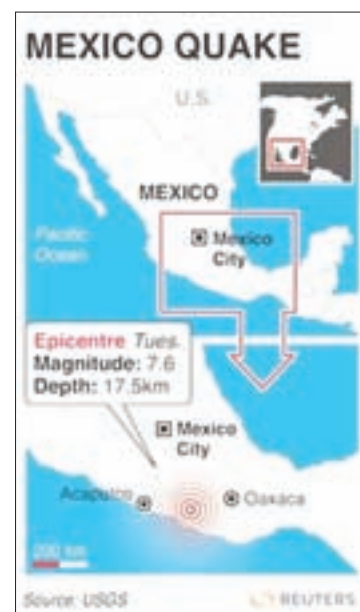 MEXICO QUAKE
U.S.
MEXICO
Pacific
Ocean
Mexico
City
Epicentre Tues.
Magnitude: 7.6
Depth: 17.5km
Mexico
City
Acapulco
Oaxaca
200 km
Source: USGS
REUTERS